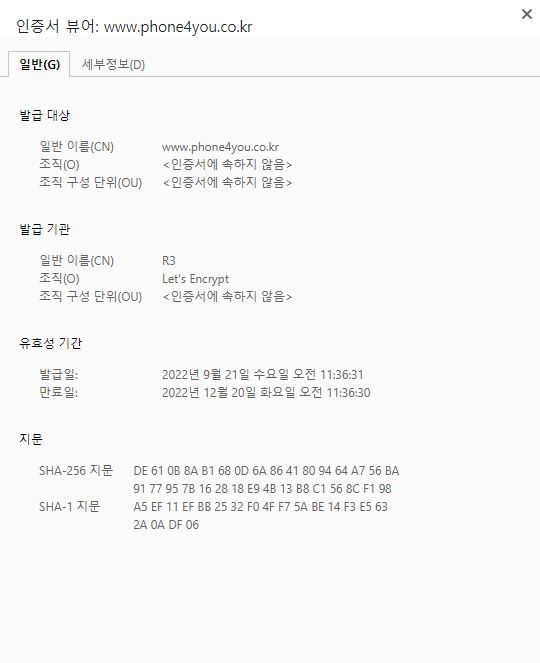 인증서 뷰어: www.phone4you.co.kr
일반(G) 세부정보(D)
발급 대상
일반 이름(CN) www.phone4you.co.kr
조직(O) <인증서에 속하지 않음>
조직 구성 단위(OU) <인증서에 속하지 않음>
발급 기관
일반 이름(CN) R3
조직(O) Let's Encrypt
조직 구성 단위(OU) <인증서에 속하지 않음>
유효성 기간
발급일: 2022년 9월 21일 수요일 오전 11:36:31
만료일: 2022년 12월 20일 화요일 오전 11:36:30
지문
SHA-256 지문 DE 61 0B 8A B1 68 0D 6A 86 41 80 94 64 A7 56 BA
91 77 95 7B 16 28 18 E9 4B 13 B8 C1 56 8C F1 98
SHA-1 지문 A5 EF 11 EF BB 25 32 F0 4F F7 5A BE 14 F3 E5 63
2A 0A DF 06